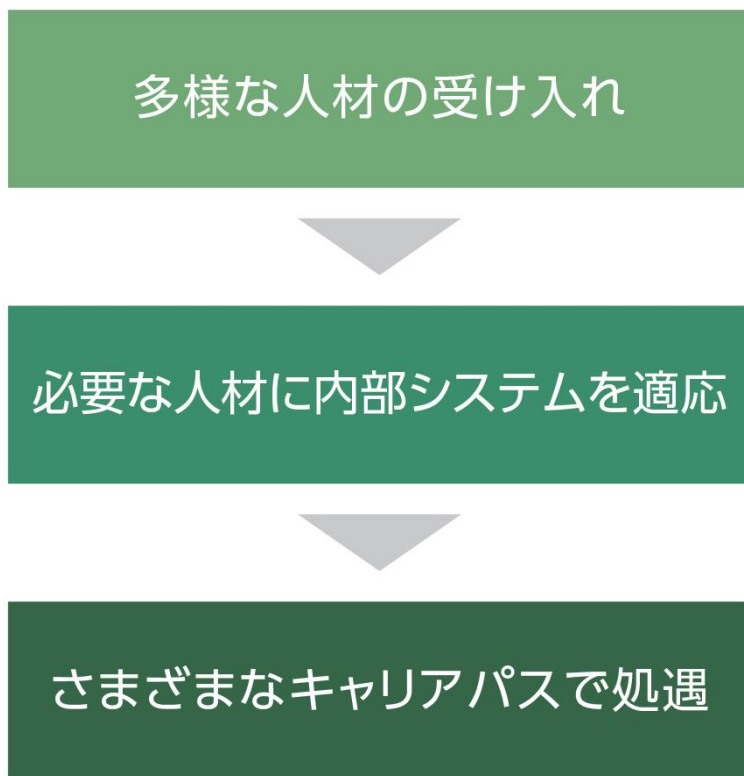 多様な人材の受け入れ
必要な人材に内部システムを適応
さまざまなキャリアパスで処遇